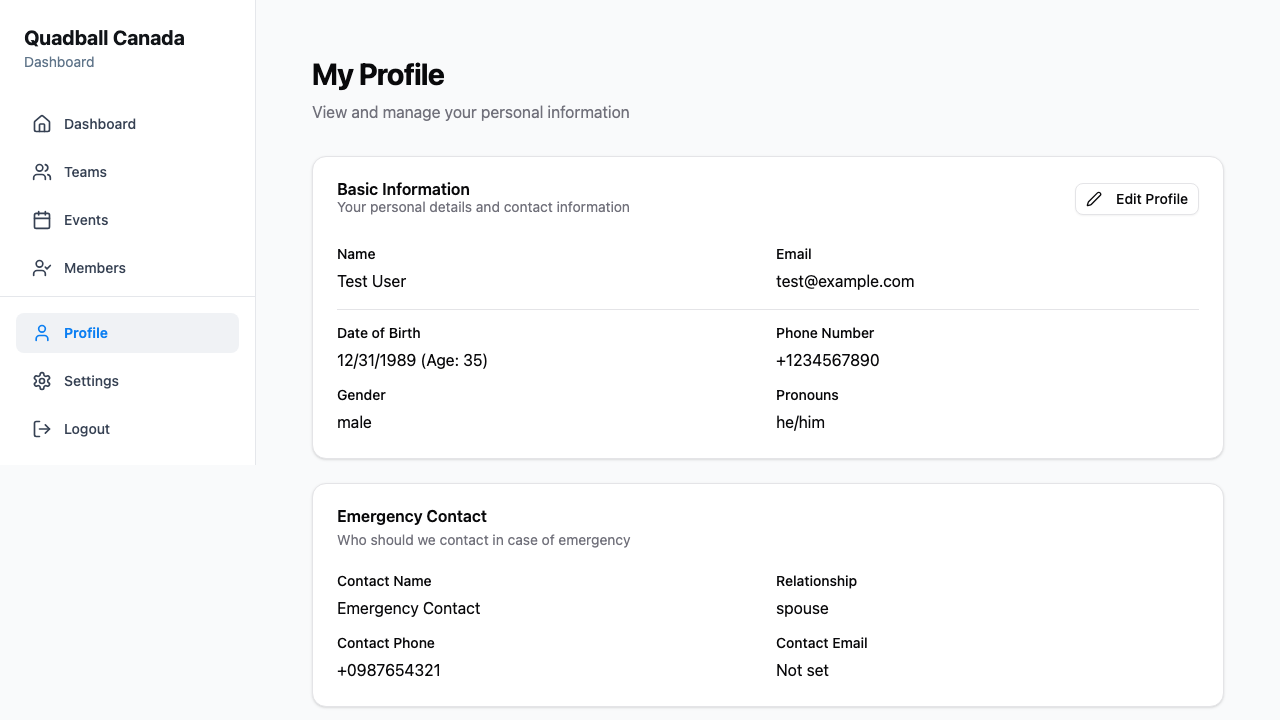 Quadball Canada
Dashboard
Dashboard
Teams
Events
Members
Profile
Settings
Logout
My Profile
View and manage your personal information
Basic Information
Your personal details and contact information
Edit Profile
Name
Test User
Email
test@example.com
Date of Birth
12/31/1989 (Age: 35)
Phone Number
+1234567890
Gender
male
Pronouns
he/him
Emergency Contact
Who should we contact in case of emergency
Contact Name
Emergency Contact
Relationship
spouse
Contact Phone
+0987654321
Contact Email
Not set